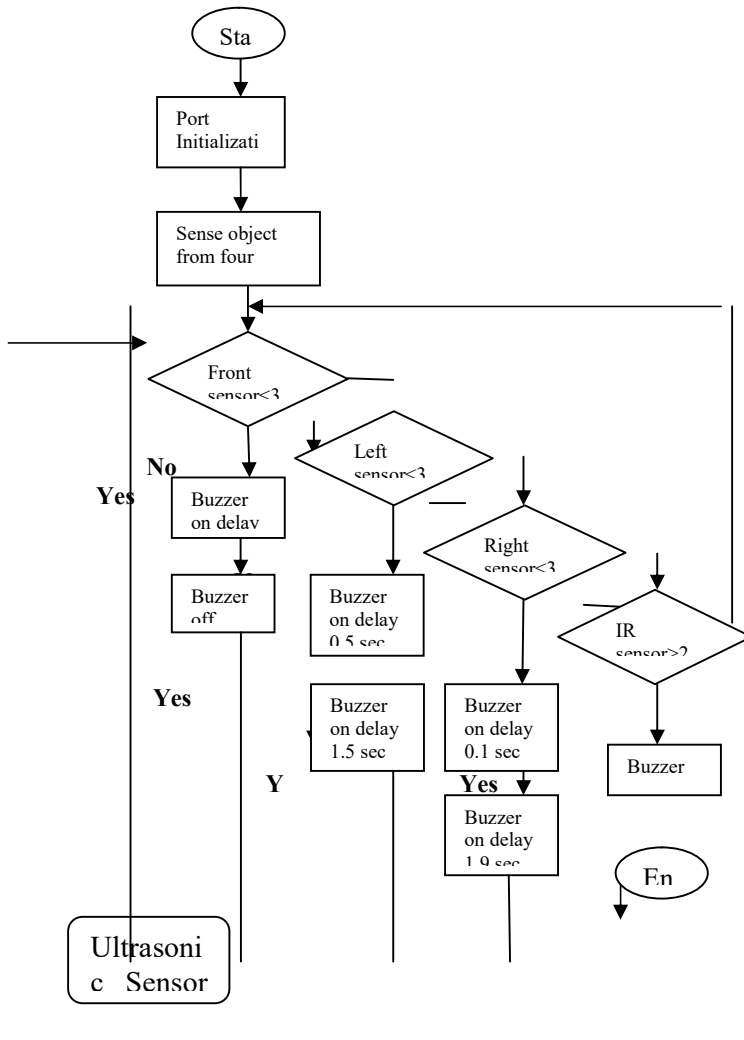 Sta
Port
Initializati
Sense object
from four
Front
sensor<3
Left
sensor<3
No
Yes
Buzzer
on delay
Right
sensor<3
Buzzer
off
Buzzer
on delay
0.5 sec
IR
sensor>2
Yes
Buzzer
on delay
1.5 sec
Buzzer
on delay
0.1 sec
Buzzer
Y
Yes
Buzzer
on delay
1.9 sec
En
Ultrasoni
c Sensor